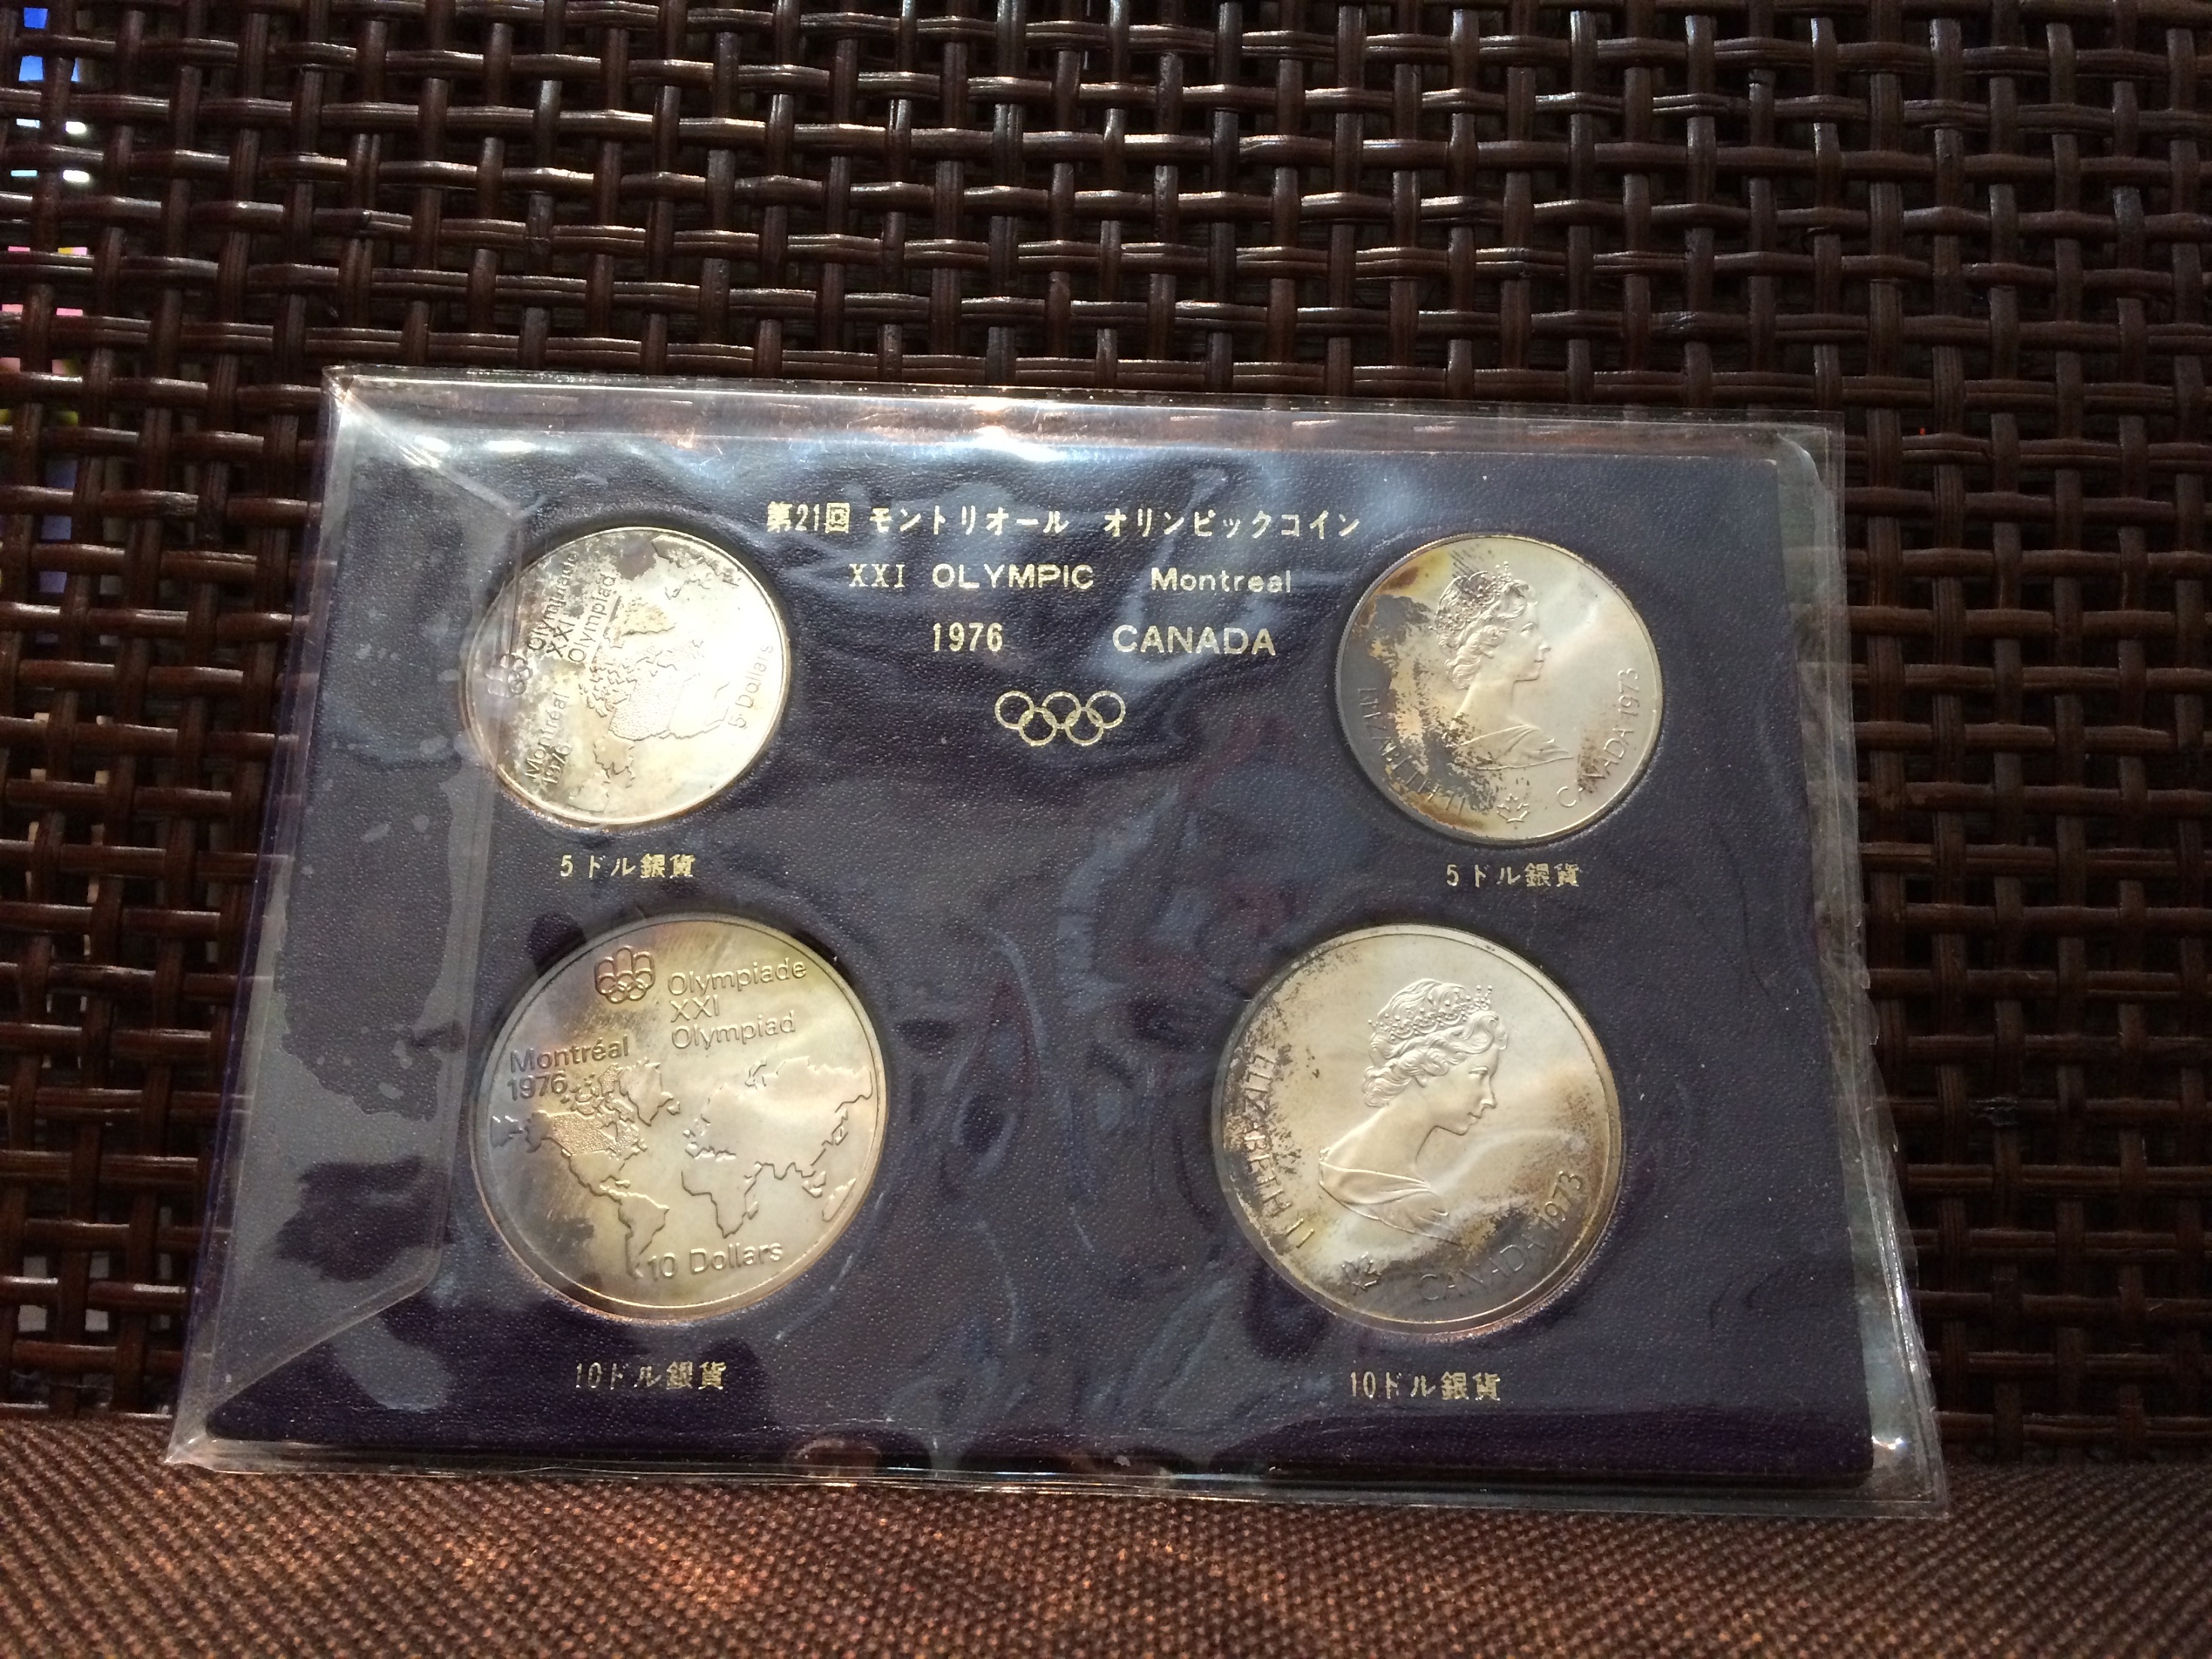 第21回 モントリオール オリンピックコイン
XXI OLYMPIC Montreal
1976 CANADA
Olympiade
XXI
Olympiad
Montréal
1976
5 Dollars
5ドル銀貨
ELIZABETH II
CANADA 1973
5ドル銀貨
Olympiade
XXI
Olympiad
Montréal
1976
10 Dollars
10ドル銀貨
ELIZABETH II
CANADA 1973
10ドル銀貨